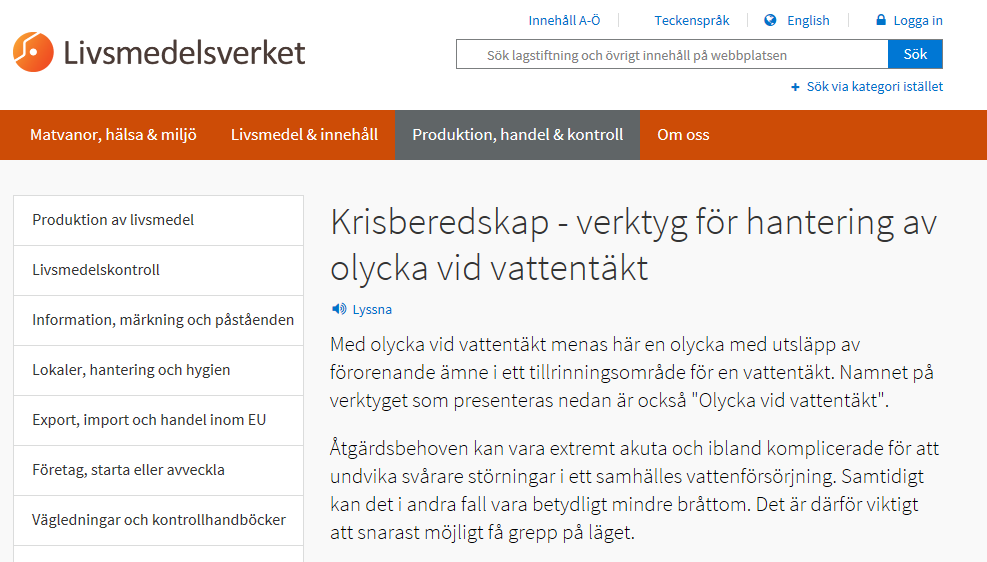 Innehåll A-Ö
Teckenspråk
English
Logga in
Livsmedelsverket
Sök lagstiftning och övrigt innehåll på webbplatsen
Sök
+ Sök via kategori istället
Matvanor, hälsa & miljö
Livsmedel & innehåll
Produktion, handel & kontroll
Om oss
Produktion av livsmedel
Livsmedelskontroll
Information, märkning och påståenden
Lokaler, hantering och hygien
Export, import och handel inom EU
Företag, starta eller avveckla
Vägledningar och kontrollhandböcker
Krisberedskap - verktyg för hantering av
olycka vid vattentäkt
Lyssna
Med olycka vid vattentäkt menas här en olycka med utsläpp av
förorenande ämne i ett tillrinningsområde för en vattentäkt. Namnet på
verktyget som presenteras nedan är också "Olycka vid vattentäkt".
Åtgärdsbehoven kan vara extremt akuta och ibland komplicerade för att
undvika svårare störningar i ett samhälles vattenförsörjning. Samtidigt
kan det i andra fall vara betydligt mindre bråttom. Det är därför viktigt
att snarast möjligt få grepp på läget.